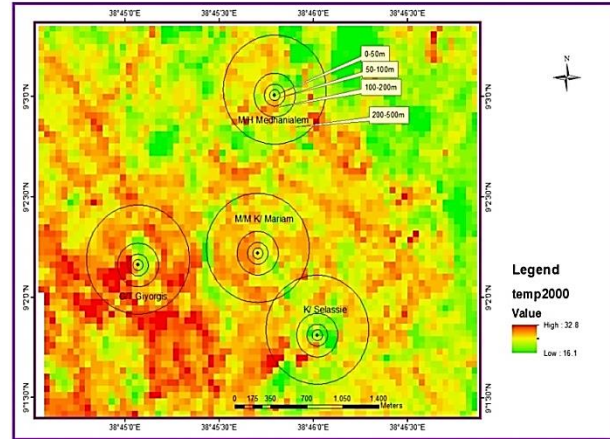 38°45'0"E 38°45'30"E 38°46'0"E 38°46'30"E
N
0-50m
50-100m
100-200m
200-500m
M/H Medhanialem
M/M K/ Mariam
Giyorgis
K/ Selassie
9°3'0"N 9°3'0"N
9°2'30"N 9°2'30"N
9°2'0"N 9°2'0"N
9°1'30"N 9°1'30"N
Legend
temp2000
Value
High : 32.8
Low : 16.1
0 175 350 700 1,050 1,400
Meters
38°45'0"E 38°45'30"E 38°46'0"E 38°46'30"E